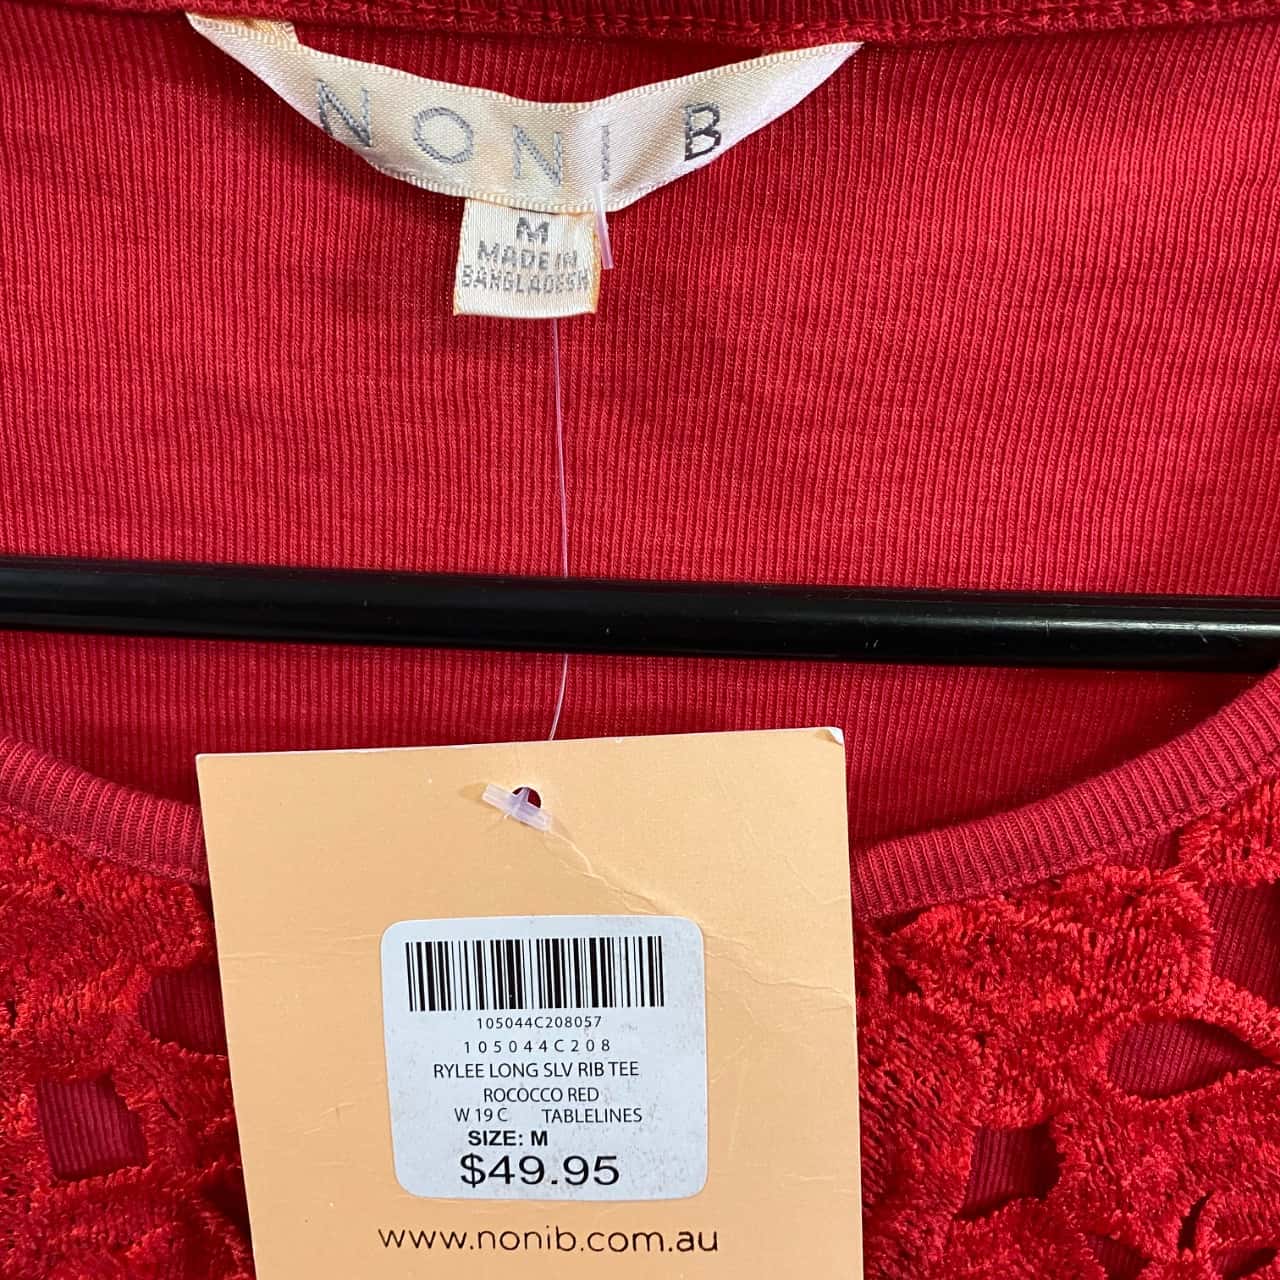 NONI B
M
MADE IN
BANGLADESH
105044C208057
105044C208
RYLEE LONG SLV RIB TEE
ROCOCCO RED
W 19 C TABLELINES
SIZE: M
$49.95
www.nonib.com.au